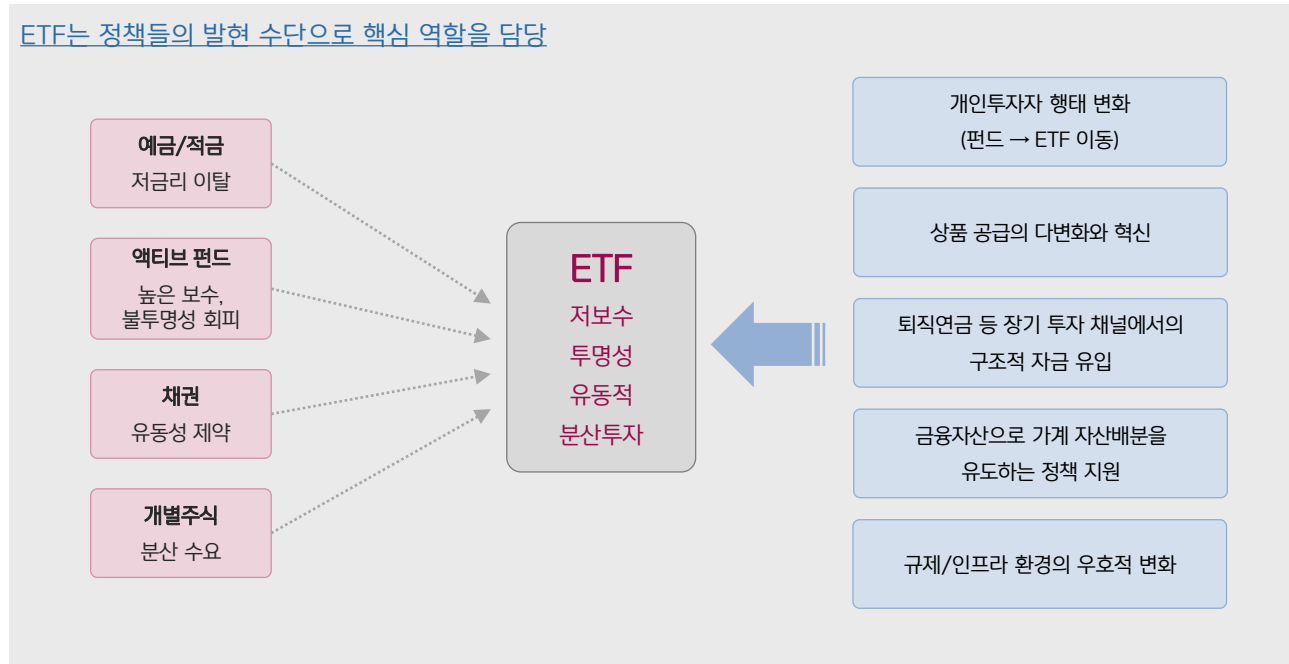 ETF는 정책들의 발현 수단으로 핵심 역할을 담당
예금/적금
저금리 이탈
액티브 펀드
높은 보수,
불투명성 회피
채권
유동성 제약
개별주식
분산 수요
ETF
저보수
투명성
유동적
분산투자
개인투자자 행태 변화
(펀드 → ETF 이동)
상품 공급의 다변화와 혁신
퇴직연금 등 장기 투자 채널에서의
구조적 자금 유입
금융자산으로 가계 자산배분을
유도하는 정책 지원
규제/인프라 환경의 우호적 변화